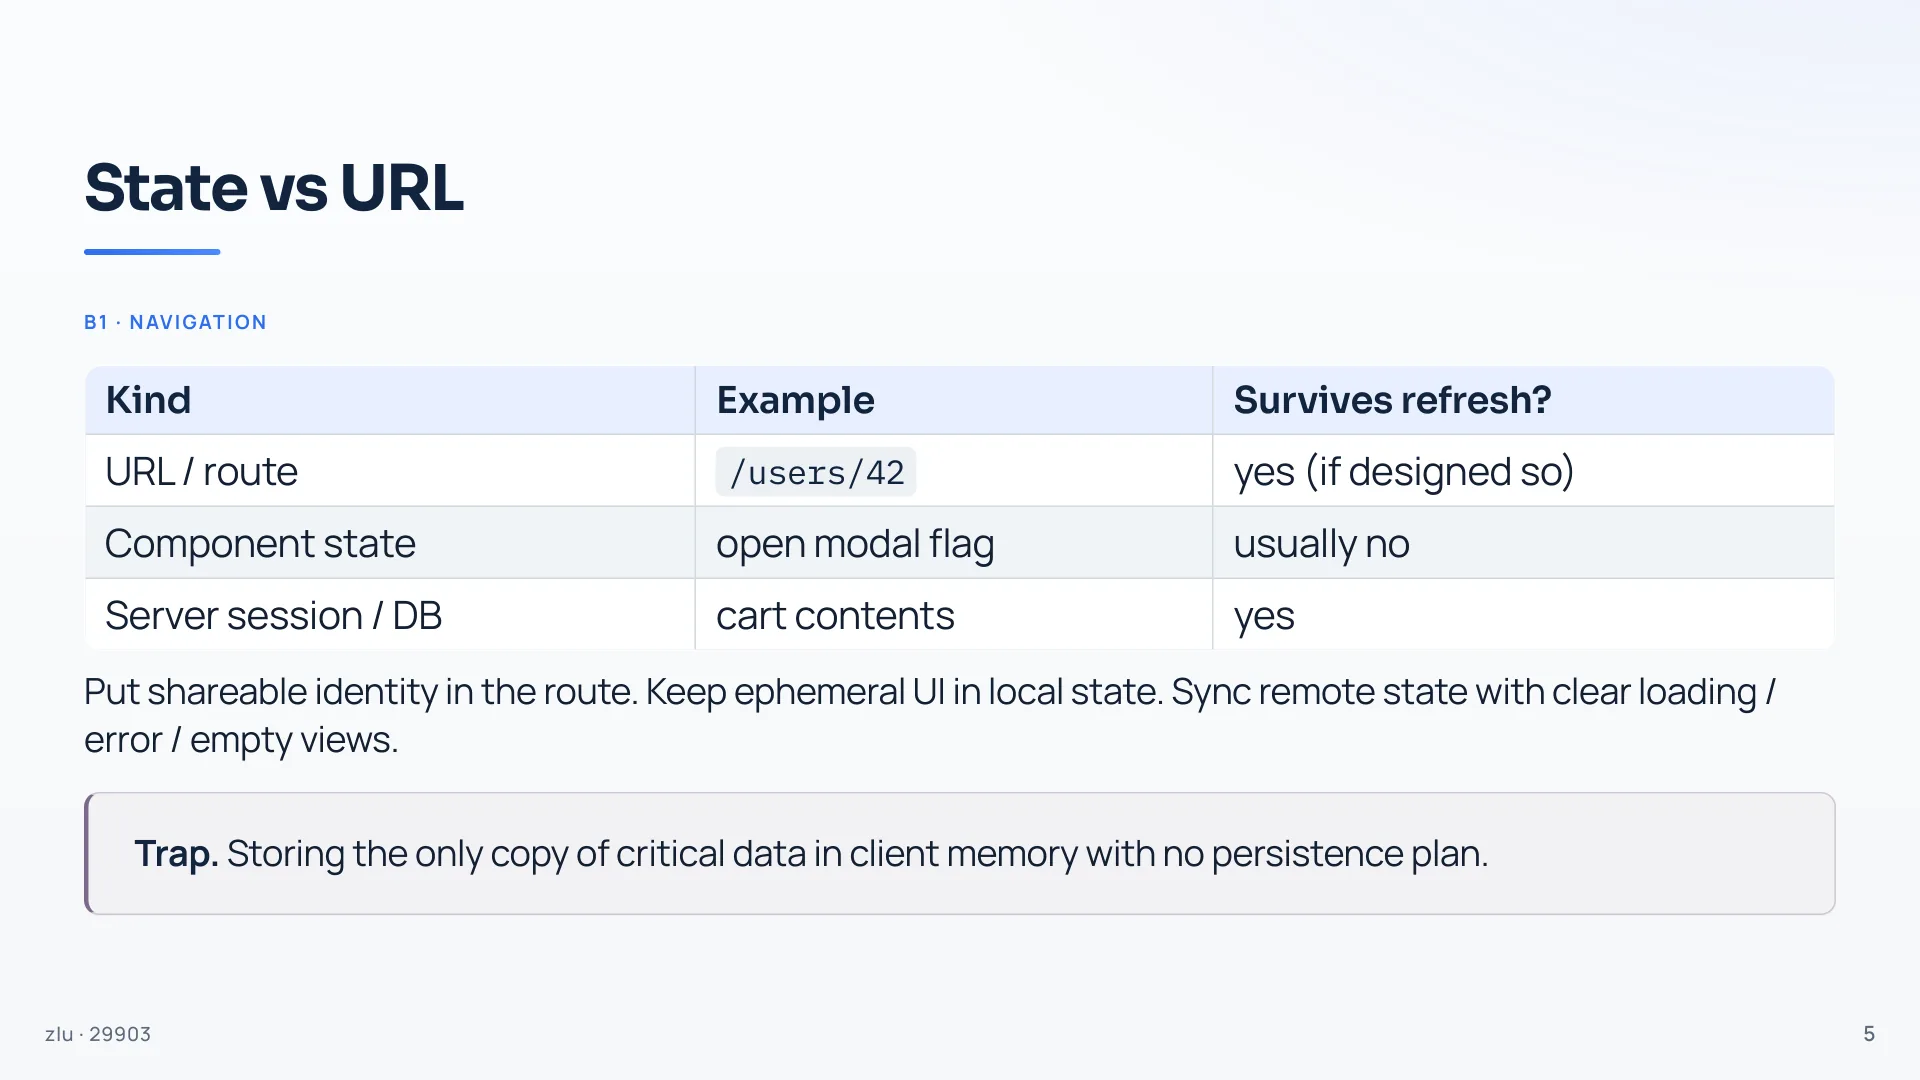 State vs URL
B1 · NAVIGATION
Kind Example Survives refresh?
URL / route /users/42 yes (if designed so)
Component state open modal flag usually no
Server session / DB cart contents yes
Put shareable identity in the route. Keep ephemeral UI in local state. Sync remote state with clear loading /
error / empty views.
Trap. Storing the only copy of critical data in client memory with no persistence plan.
zlu · 29903
5